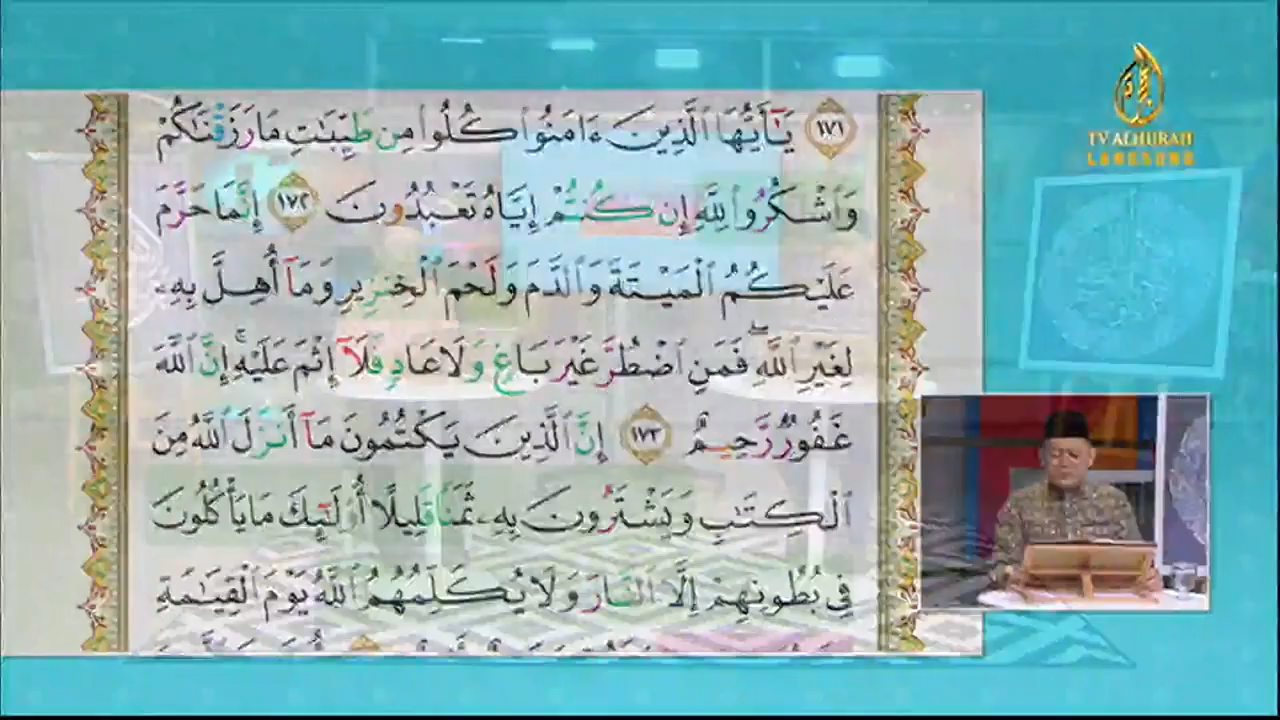 ١٧١ يَٰٓأَيُّهَا ٱلَّذِينَ ءَامَنُوا۟ كُلُوا۟ مِن طَيِّبَٰتِ مَا رَزَقْنَٰكُمْ
وَٱشْكُرُوا۟ لِلَّهِ إِن كُنتُمْ إِيَّاهُ تَعْبُدُونَ ١٧٢ إِنَّمَا حَرَّمَ
عَلَيْكُمُ ٱلْمَيْتَةَ وَٱلدَّمَ وَلَحْمَ ٱلْخِنزِيرِ وَمَآ أُهِلَّ بِهِۦ
لِغَيْرِ ٱللَّهِ ۖ فَمَنِ ٱضْطُرَّ غَيْرَ بَاغٍ وَلَا عَادٍ فَلَآ إِثْمَ عَلَيْهِ ۚ إِنَّ ٱللَّهَ
غَفُورٌ رَّحِيمٌ ١٧٣ إِنَّ ٱلَّذِينَ يَكْتُمُونَ مَآ أَنزَلَ ٱللَّهُ مِنَ
ٱلْكِتَٰبِ وَيَشْتَرُونَ بِهِۦ ثَمَنًا قَلِيلًا أُو۟لَٰٓئِكَ مَا يَأْكُلُونَ
فِى بُطُونِهِمْ إِلَّا ٱلنَّارَ وَلَا يُكَلِّمُهُمُ ٱللَّهُ يَوْمَ ٱلْقِيَٰمَةِ
TV ALHIJRAH
LANGSUNG